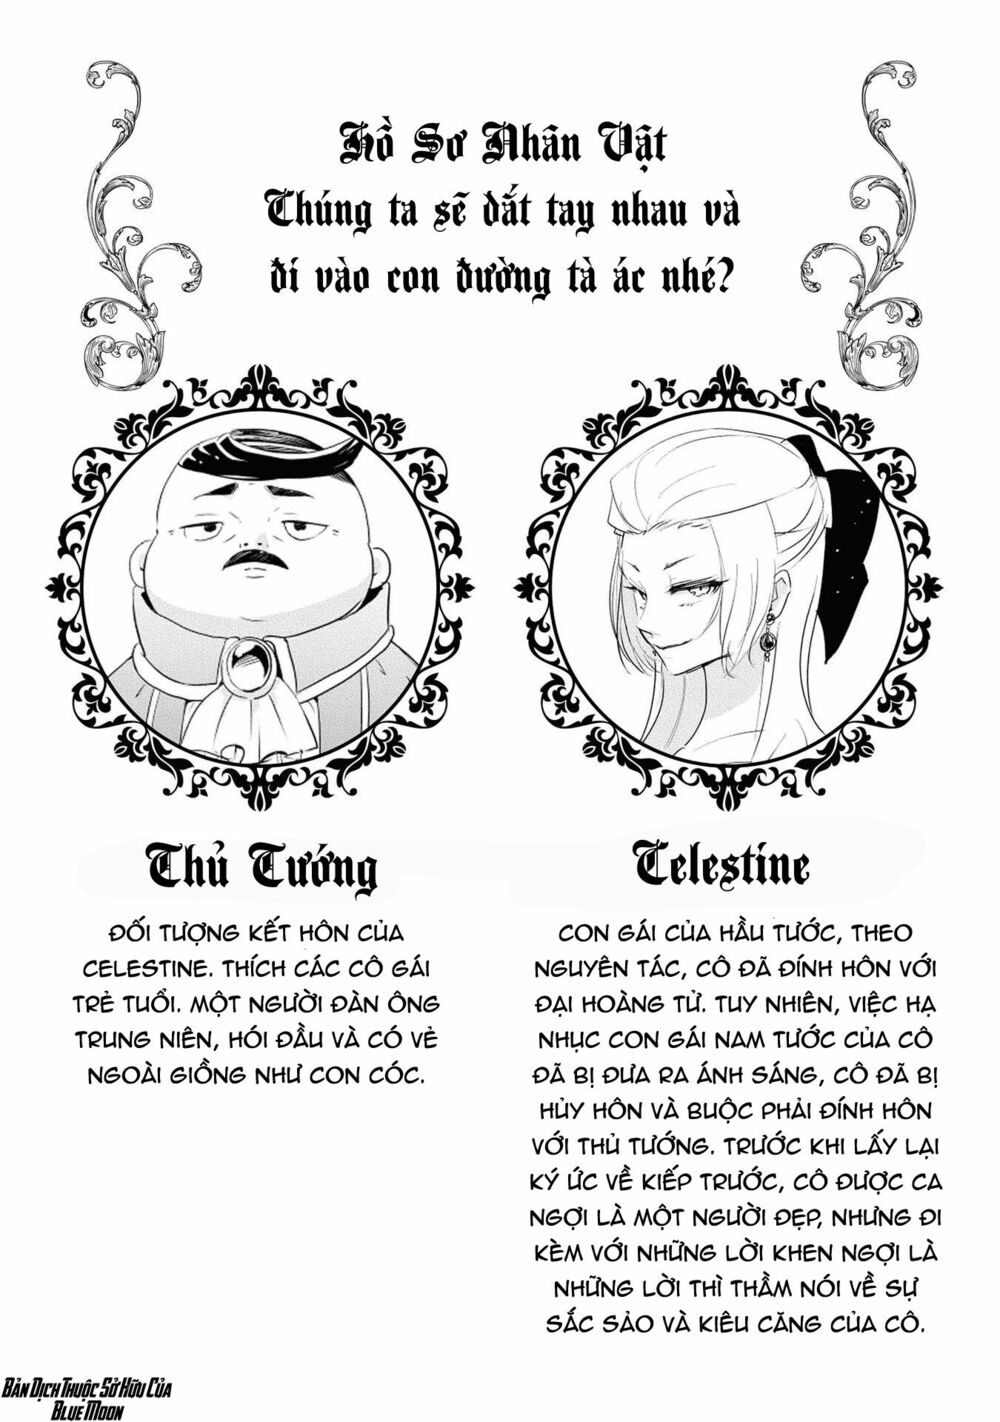 Hồ Sơ Nhân Vật
Chúng ta sẽ dắt tay nhau và
đi vào con đường tà ác nhé?
Thủ Tướng
ĐỐI TƯỢNG KẾT HÔN CỦA
CELESTINE. THÍCH CÁC CÔ GÁI
TRẺ TUỔI. MỘT NGƯỜI ĐÀN ÔNG
TRUNG NIÊN, HÓI ĐẦU VÀ CÓ VẺ
NGOÀI GIỐNG NHƯ CON CÓC.
Celestine
CON GÁI CỦA HẦU TƯỚC, THEO
NGUYÊN TÁC, CÔ ĐÃ ĐÍNH HÔN VỚI
ĐẠI HOÀNG TỬ. TUY NHIÊN, VIỆC HẠ
NHỤC CON GÁI NAM TƯỚC CỦA CÔ
ĐÃ BỊ ĐƯA RA ÁNH SÁNG, CÔ ĐÃ BỊ
HỦY HÔN VÀ BUỘC PHẢI ĐÍNH HÔN
VỚI THỦ TƯỚNG. TRƯỚC KHI LẤY LẠI
KÝ ỨC VỀ KIẾP TRƯỚC, CÔ ĐƯỢC CA
NGỢI LÀ MỘT NGƯỜI ĐẸP, NHƯNG ĐI
KÈM VỚI NHỮNG LỜI KHEN NGỢI LÀ
NHỮNG LỜI THÌ THẦM NÓI VỀ SỰ
SẮC SẢO VÀ KIÊU CĂNG CỦA CÔ.
BẢN DỊCH THUỘC SỞ HỮU CỦA
BLUE MOON